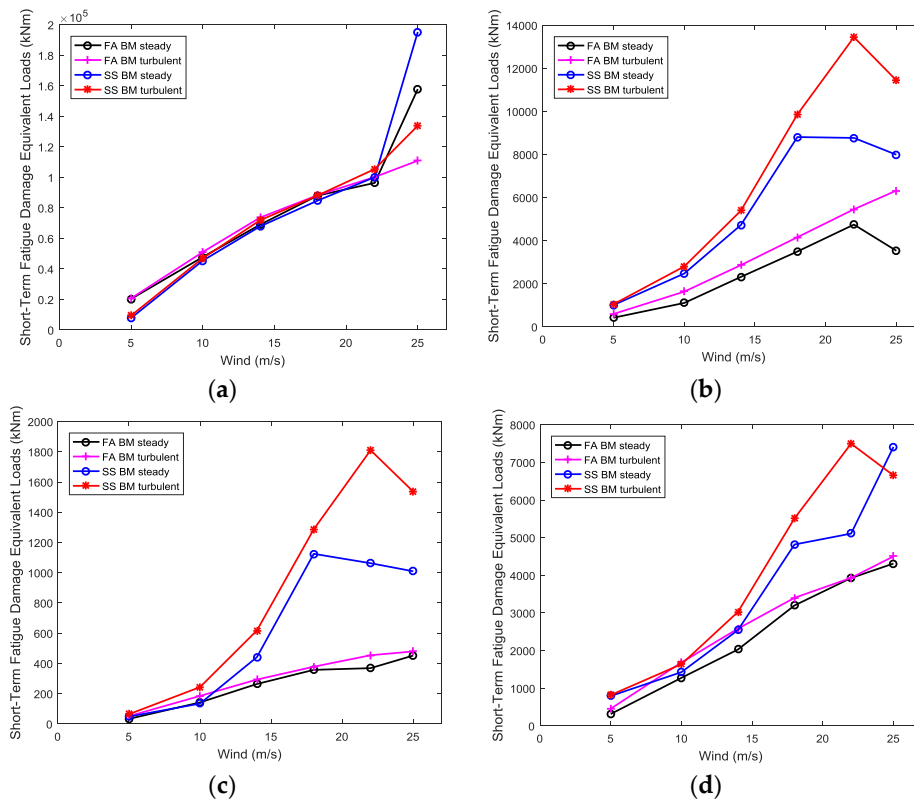 2 × 10^5
1.8
1.6
1.4
1.2
1
0.8
0.6
0.4
0.2
0
Short-Term Fatigue Damage Equivalent Loads (kNm)
FA BM steady
FA BM turbulent
SS BM steady
SS BM turbulent
0 5 10 15 20 25
Wind (m/s)
(a)
14000
12000
10000
8000
6000
4000
2000
0
Short-Term Fatigue Damage Equivalent Loads (kNm)
FA BM steady
FA BM turbulent
SS BM steady
SS BM turbulent
0 5 10 15 20 25
Wind (m/s)
(b)
2000
1800
1600
1400
1200
1000
800
600
400
200
0
Short-Term Fatigue Damage Equivalent Loads (kNm)
FA BM steady
FA BM turbulent
SS BM steady
SS BM turbulent
0 5 10 15 20 25
Wind (m/s)
(c)
8000
7000
6000
5000
4000
3000
2000
1000
0
Short-Term Fatigue Damage Equivalent Loads (kNm)
FA BM steady
FA BM turbulent
SS BM steady
SS BM turbulent
0 5 10 15 20 25
Wind (m/s)
(d)